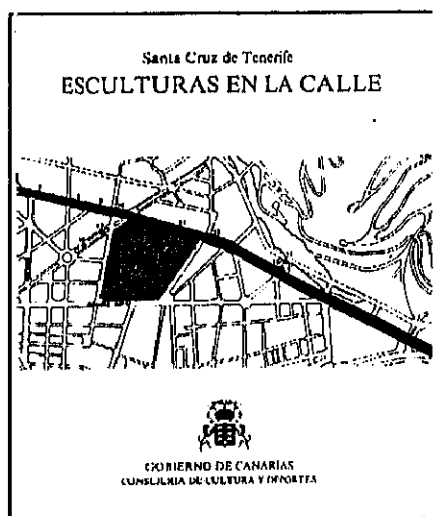 Santa Cruz de Tenerife
ESCULTURAS EN LA CALLE
GOBIERNO DE CANARIAS
CONSEJERIA DE CULTURA Y DEPORTES